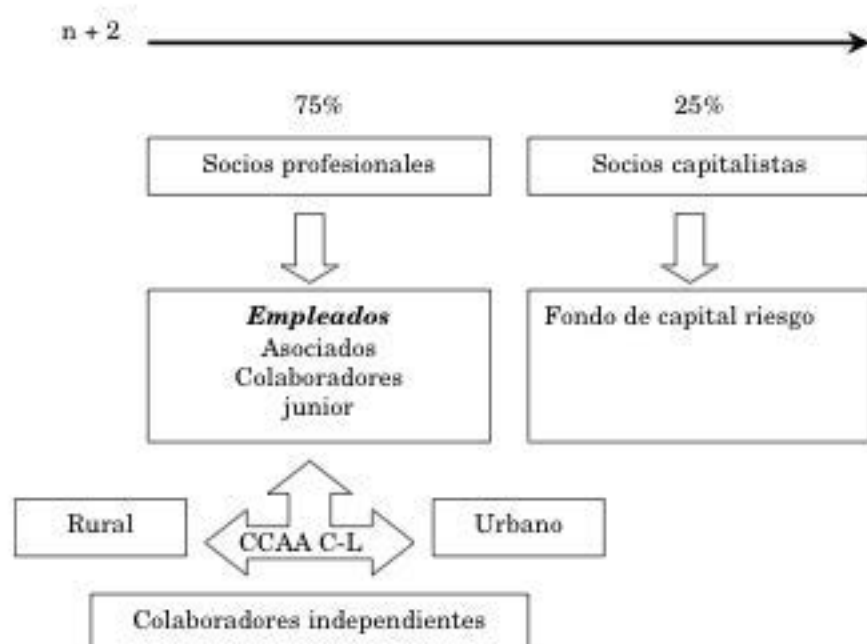 n + 2
75%
25%
Socios profesionales
Socios capitalistas
Empleados
Asociados
Colaboradores
junior
Fondo de capital riesgo
Rural
CCAA C-L
Urbano
Colaboradores independientes